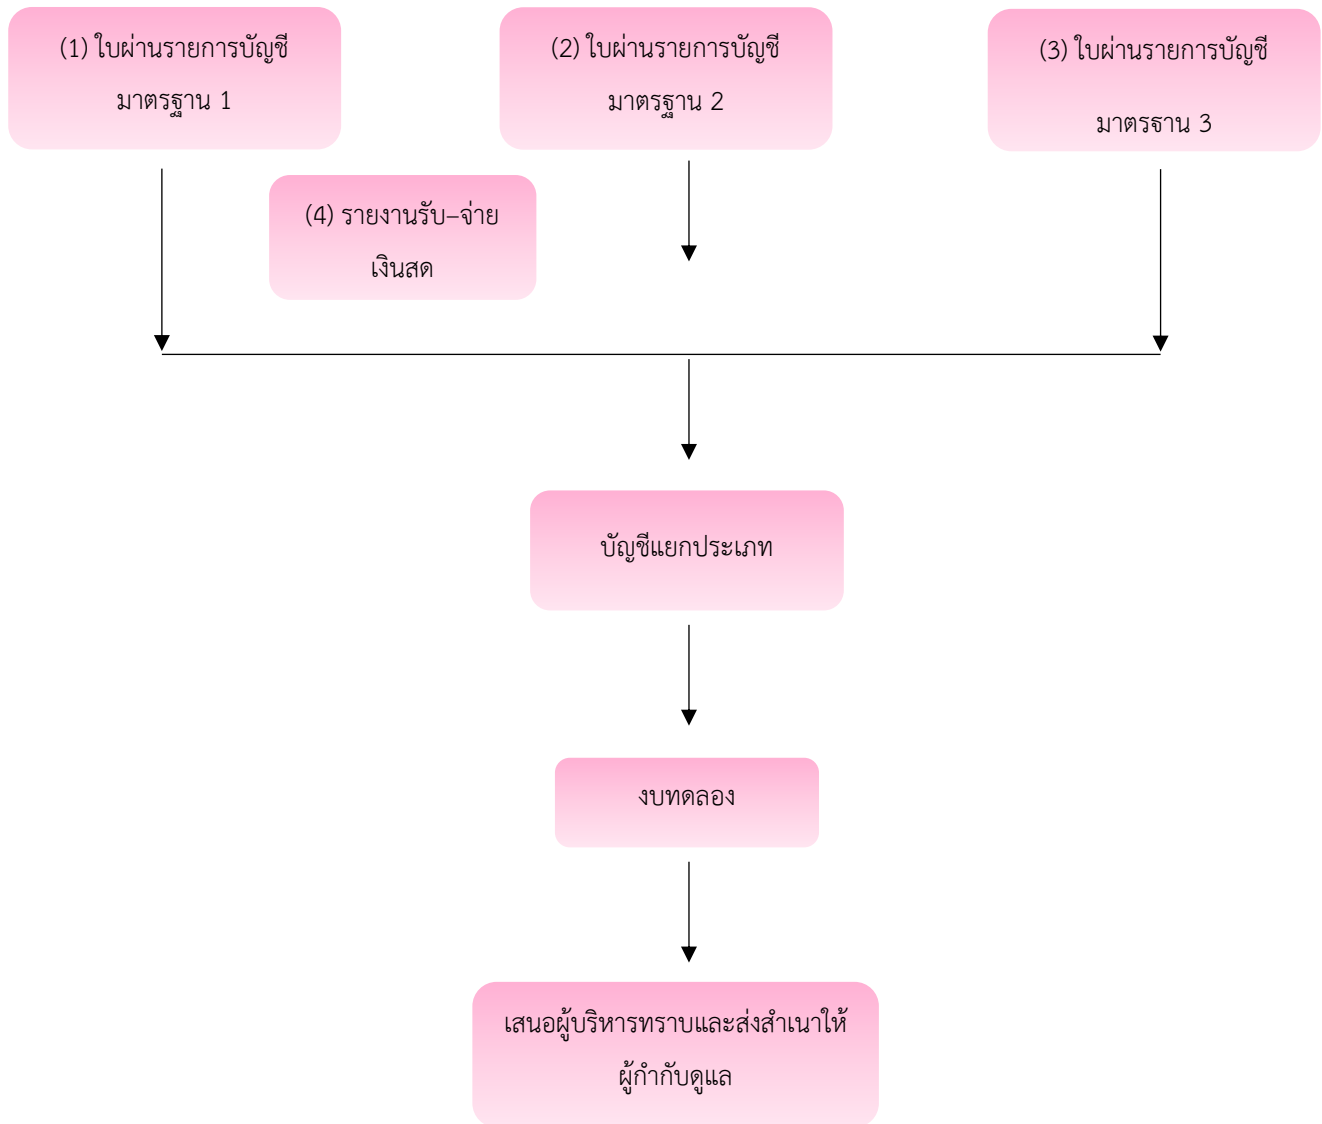 (1) ใบผ่านรายการบัญชี
มาตรฐาน 1
(2) ใบผ่านรายการบัญชี
มาตรฐาน 2
(3) ใบผ่านรายการบัญชี
มาตรฐาน 3
(4) รายงานรับ–จ่าย
เงินสด
บัญชีแยกประเภท
งบทดลอง
เสนอผู้บริหารทราบและส่งสำเนาให้
ผู้กำกับดูแล